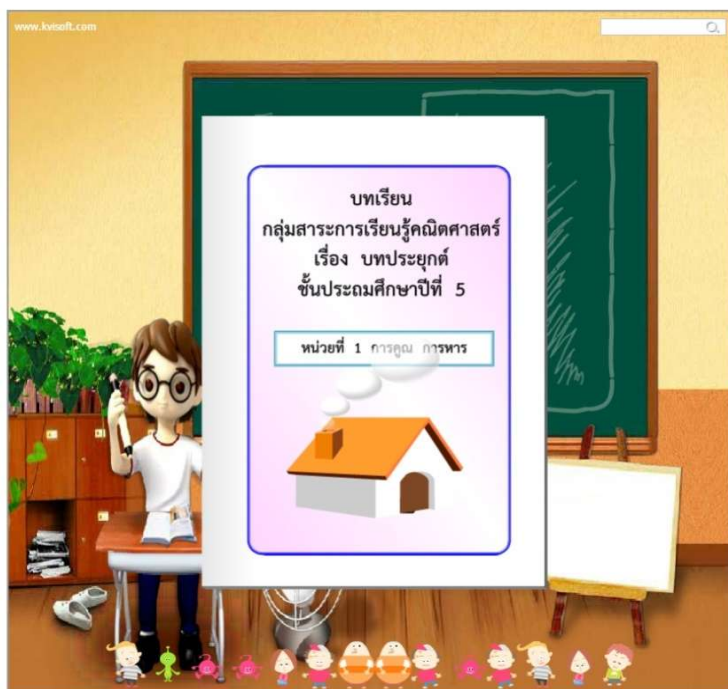 www.kvisoft.com
บทเรียน
กลุ่มสาระการเรียนรู้คณิตศาสตร์
เรื่อง บทประยุกต์
ชั้นประถมศึกษาปีที่ 5
หน่วยที่ 1 การคูณ การหาร